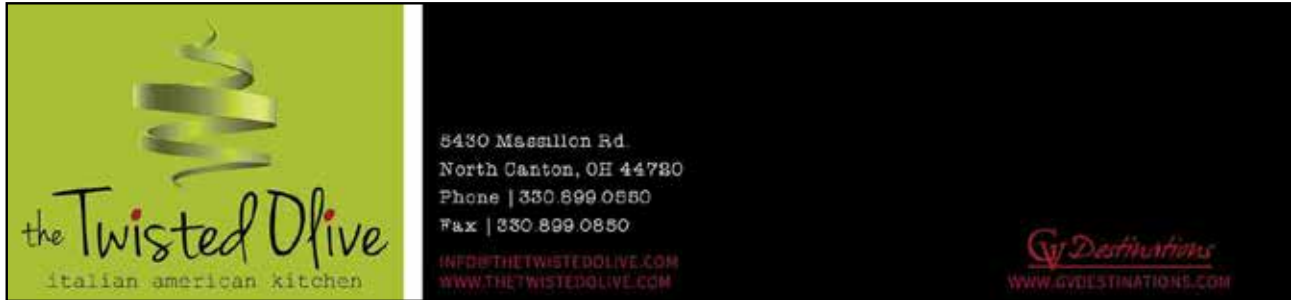 the Twisted Olive
italian american kitchen
5430 Massillon Rd.
North Canton, OH 44720
Phone | 330.899.0550
Fax | 330.899.0850
INFO@THETWISTEDOLIVE.COM
WWW.THETWISTEDOLIVE.COM
GV Destinations
WWW.GVDESTINATIONS.COM